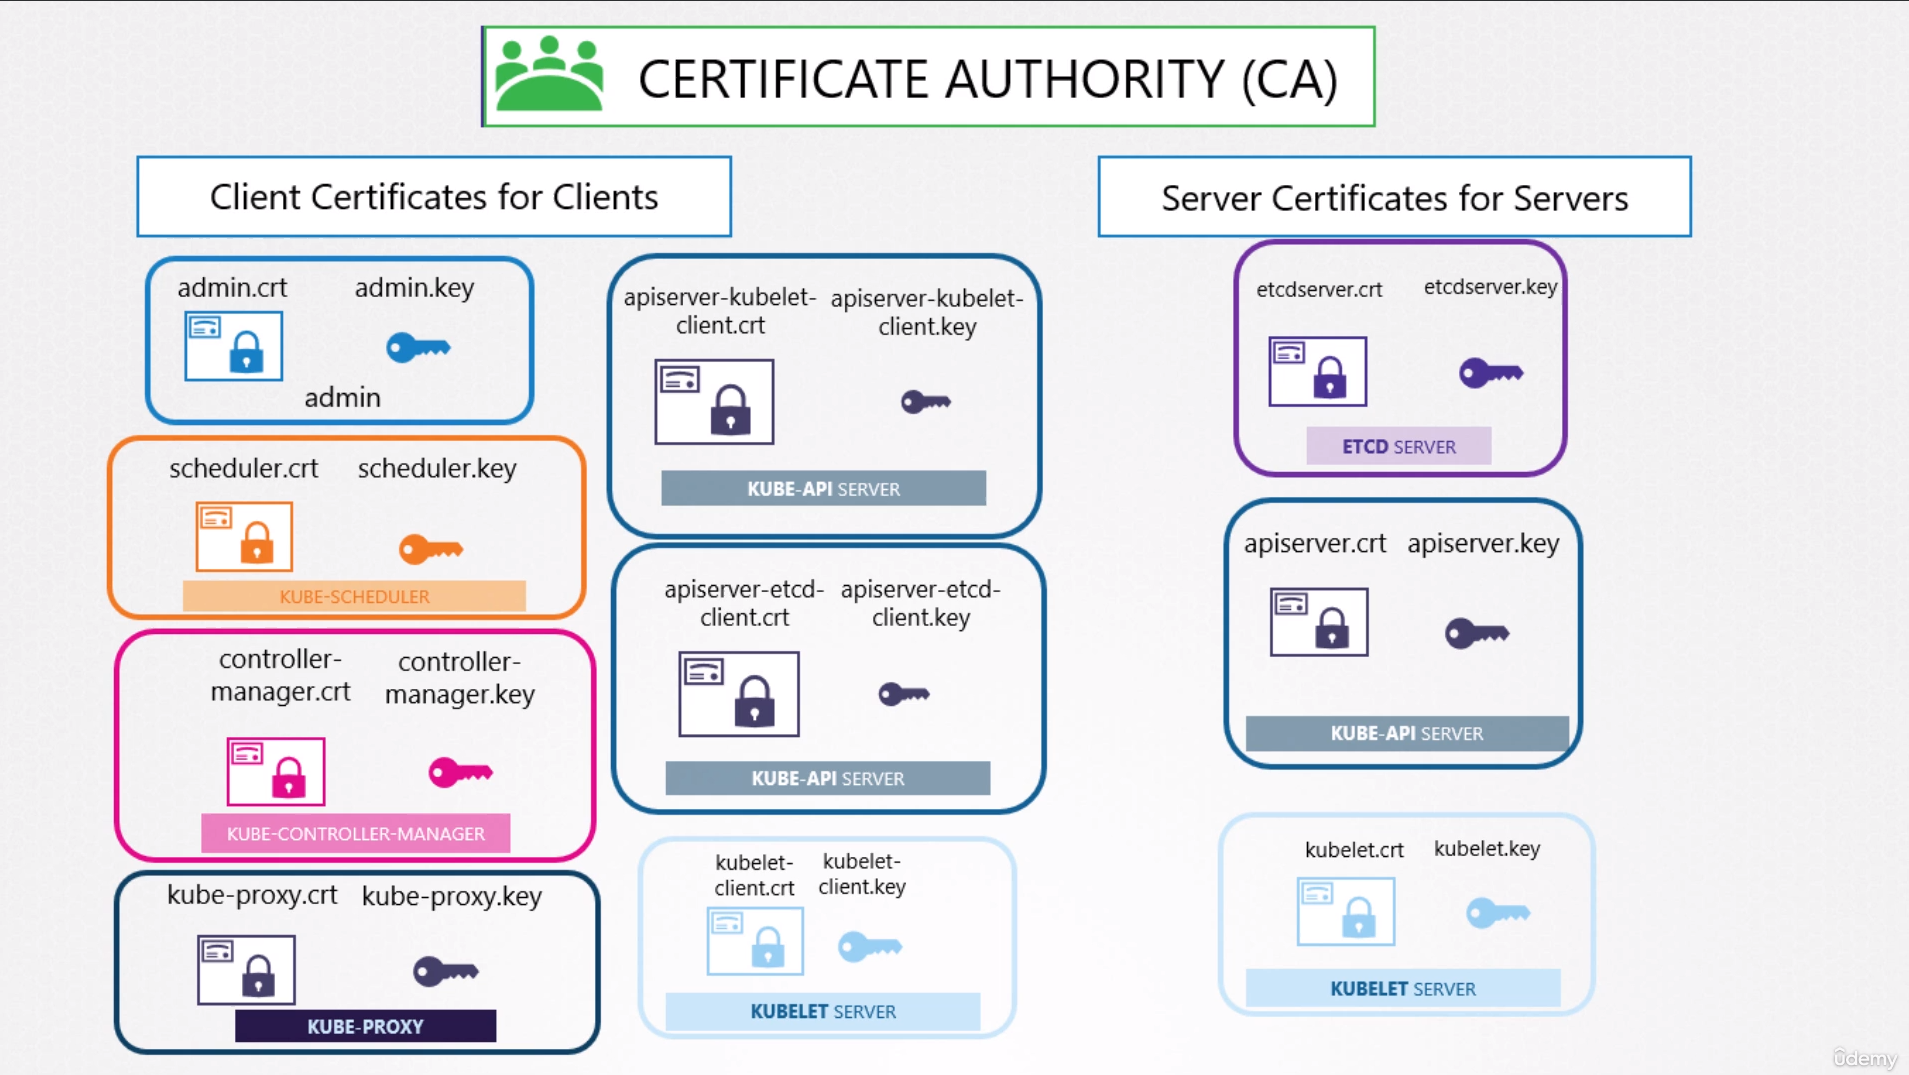 CERTIFICATE AUTHORITY (CA)
Client Certificates for Clients
admin.crt
admin.key
admin
scheduler.crt
scheduler.key
KUBE-SCHEDULER
controller-
manager.crt
controller-
manager.key
KUBE-CONTROLLER-MANAGER
kube-proxy.crt
kube-proxy.key
KUBE-PROXY
apiserver-kubelet-
client.crt
apiserver-kubelet-
client.key
KUBE-API SERVER
apiserver-etcd-
client.crt
apiserver-etcd-
client.key
KUBE-API SERVER
kubelet-
client.crt
kubelet-
client.key
KUBELET SERVER
Server Certificates for Servers
etcdserver.crt
etcdserver.key
ETCD SERVER
apiserver.crt
apiserver.key
KUBE-API SERVER
kubelet.crt
kubelet.key
KUBELET SERVER
ûdemy